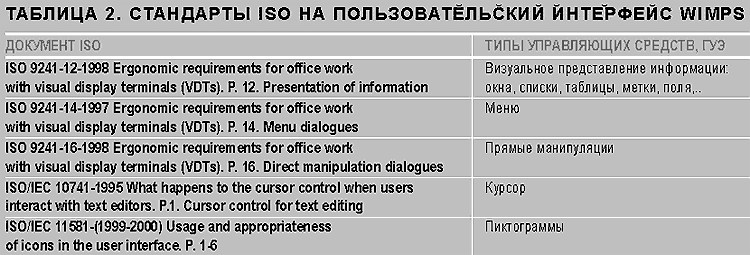 ТАБЛИЦА 2. СТАНДАРТЫ ISO НА ПОЛЬЗОВАТЕЛЬСКИЙ ИНТЕРФЕЙС WIMPS
ДОКУМЕНТ ISO ТИПЫ УПРАВЛЯЮЩИХ СРЕДСТВ, ГУЭ
ISO 9241-12-1998 Ergonomic requirements for office work Визуальное представление информации:
with visual display terminals (VDTs). P. 12. Presentation of information окна, списки, таблицы, метки, поля,..
ISO 9241-14-1997 Ergonomic requirements for office work Меню
with visual display terminals (VDTs). P. 14. Menu dialogues
ISO 9241-16-1998 Ergonomic requirements for office work Прямые манипуляции
with visual display terminals (VDTs). P. 16. Direct manipulation dialogues
ISO/IEC 10741-1995 What happens to the cursor control when users Курсор
interact with text editors. P.1. Cursor control for text editing
ISO/IEC 11581-(1999-2000) Usage and appropriateness Пиктограммы
of icons in the user interface. P. 1-6